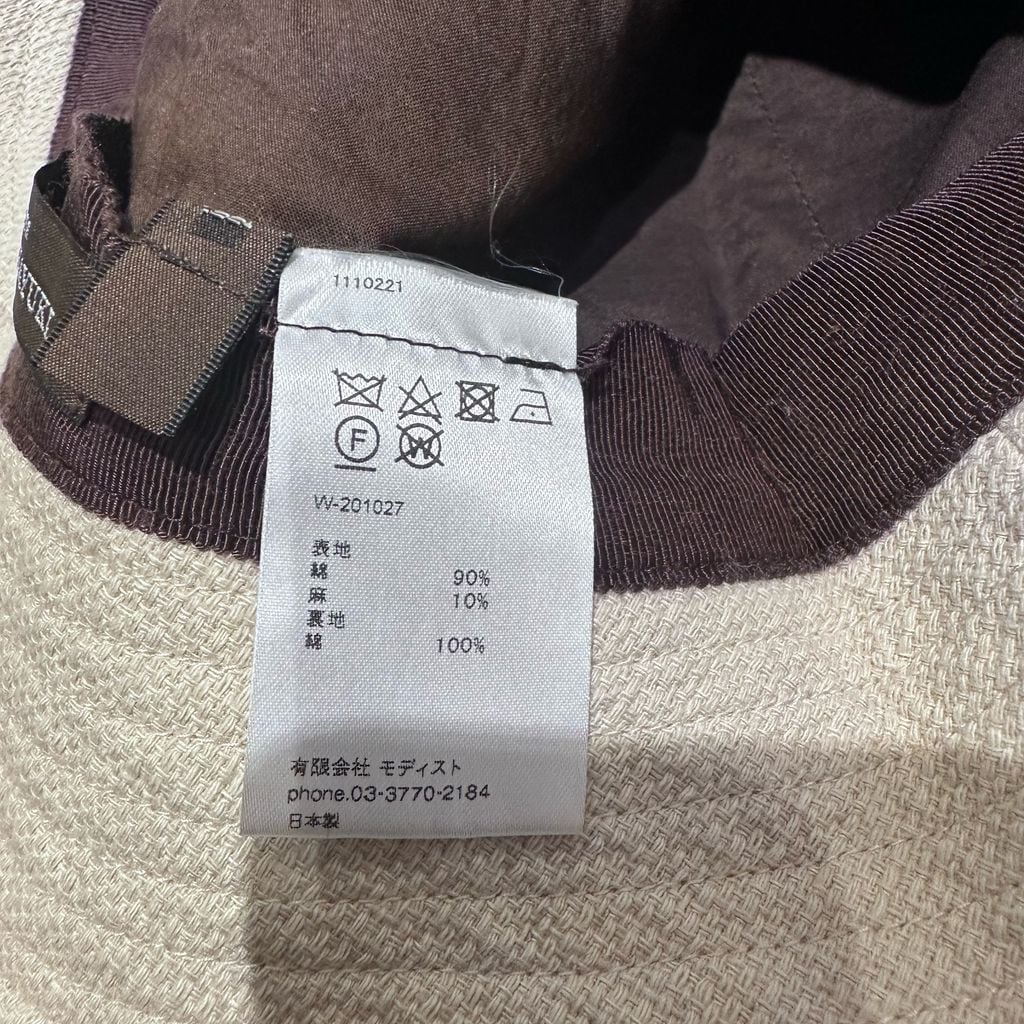 1110221
F
W
W-201027
表地
綿 90%
麻 10%
裏地
綿 100%
有限会社 モディスト
phone.03-3770-2184
日本製